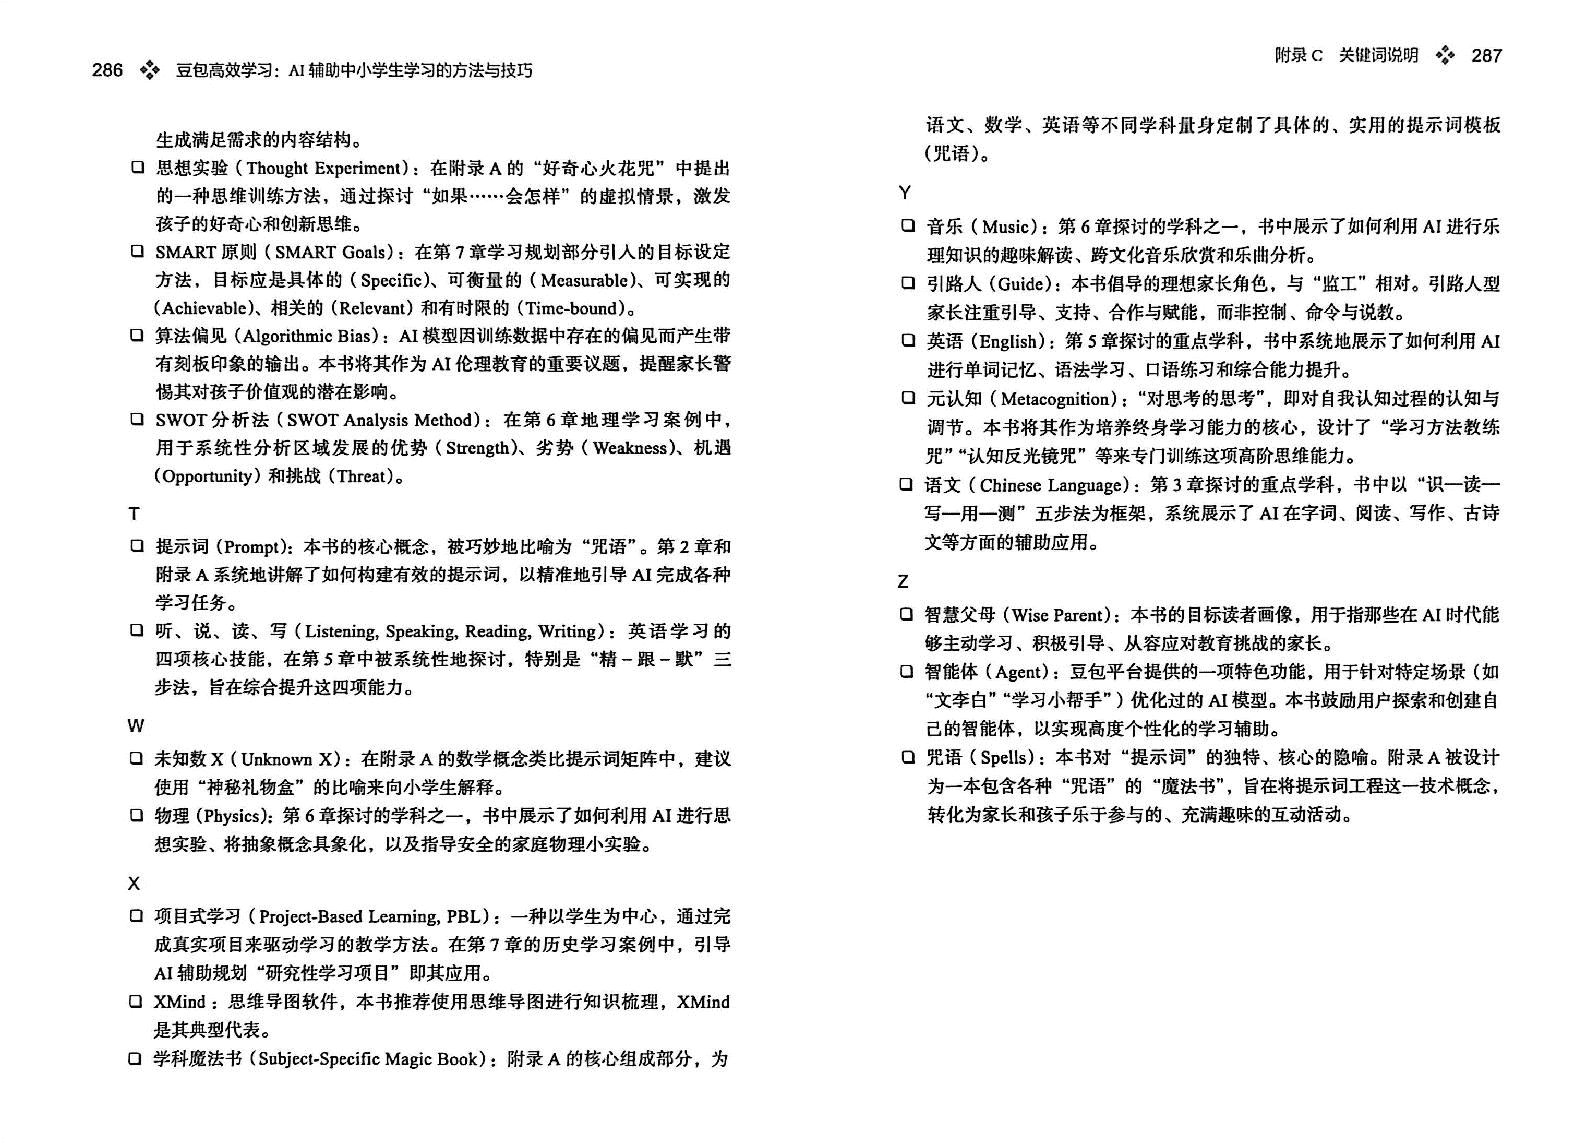 286 豆包高效学习：AI 辅助中小学生学习的方法与技巧
生成满足需求的内容结构。
❑ 思想实验（Thought Experiment）：在附录 A 的“好奇心火花咒”中提出
的一种思维训练方法，通过探讨“如果……会怎样”的虚拟情景，激发
孩子的好奇心和创新思维。
❑ SMART 原则（SMART Goals）：在第 7 章学习规划部分引入的目标设定
方法，目标应是具体的（Specific）、可衡量的（Measurable）、可实现的
（Achievable）、相关的（Relevant）和有时限的（Time-bound）。
❑ 算法偏见（Algorithmic Bias）：AI 模型因训练数据中存在的偏见而产生带
有刻板印象的输出。本书将其作为 AI 伦理教育的重要议题，提醒家长警
惕其对孩子价值观的潜在影响。
❑ SWOT 分析法（SWOT Analysis Method）：在第 6 章地理学习案例中，
用于系统性分析区域发展的优势（Strength）、劣势（Weakness）、机遇
（Opportunity）和挑战（Threat）。
T
❑ 提示词（Prompt）：本书的核心概念，被巧妙地比喻为“咒语”。第 2 章和
附录 A 系统地讲解了如何构建有效的提示词，以精准地引导 AI 完成各种
学习任务。
❑ 听、说、读、写（Listening, Speaking, Reading, Writing）：英语学习的
四项核心技能，在第 5 章中被系统性地探讨，特别是“精 – 跟 – 默”三
步法，旨在综合提升这四项能力。
W
❑ 未知数 X（Unknown X）：在附录 A 的数学概念类比提示词矩阵中，建议
使用“神秘礼物盒”的比喻来向小学生解释。
❑ 物理（Physics）：第 6 章探讨的学科之一，书中展示了如何利用 AI 进行思
想实验、将抽象概念具象化，以及指导安全的家庭物理小实验。
X
❑ 项目式学习（Project-Based Learning, PBL）：一种以学生为中心，通过完
成真实项目来驱动学习的教学方法。在第 7 章的历史学习案例中，引导
AI 辅助规划“研究性学习项目”即其应用。
❑ XMind：思维导图软件，本书推荐使用思维导图进行知识梳理，XMind
是其典型代表。
❑ 学科魔法书（Subject-Specific Magic Book）：附录 A 的核心组成部分，为
附录 C 关键词说明 287
语文、数学、英语等不同学科量身定制了具体的、实用的提示词模板
（咒语）。
Y
❑ 音乐（Music）：第 6 章探讨的学科之一，书中展示了如何利用 AI 进行乐
理知识的趣味解读、跨文化音乐欣赏和乐曲分析。
❑ 引路人（Guide）：本书倡导的理想家长角色，与“监工”相对。引路人型
家长注重引导、支持、合作与赋能，而非控制、命令与说教。
❑ 英语（English）：第 5 章探讨的重点学科，书中系统地展示了如何利用 AI
进行单词记忆、语法学习、口语练习和综合能力提升。
❑ 元认知（Metacognition）：“对思考的思考”，即对自我认知过程的认知与
调节。本书将其作为培养终身学习能力的核心，设计了“学习方法教练
咒”“认知反光镜咒”等来专门训练这项高阶思维能力。
❑ 语文（Chinese Language）：第 3 章探讨的重点学科，书中以“识—读—
写—用—测”五步法为框架，系统展示了 AI 在字词、阅读、写作、古诗
文等方面的辅助应用。
Z
❑ 智慧父母（Wise Parent）：本书的目标读者画像，用于指那些在 AI 时代能
够主动学习、积极引导、从容应对教育挑战的家长。
❑ 智能体（Agent）：豆包平台提供的一项特色功能，用于针对特定场景（如
“文李白”“学习小帮手”）优化过的 AI 模型。本书鼓励用户探索和创建自
己的智能体，以实现高度个性化的学习辅助。
❑ 咒语（Spells）：本书对“提示词”的独特、核心的隐喻。附录 A 被设计
为一本包含各种“咒语”的“魔法书”，旨在将提示词工程这一技术概念，
转化为家长和孩子乐于参与的、充满趣味的互动活动。